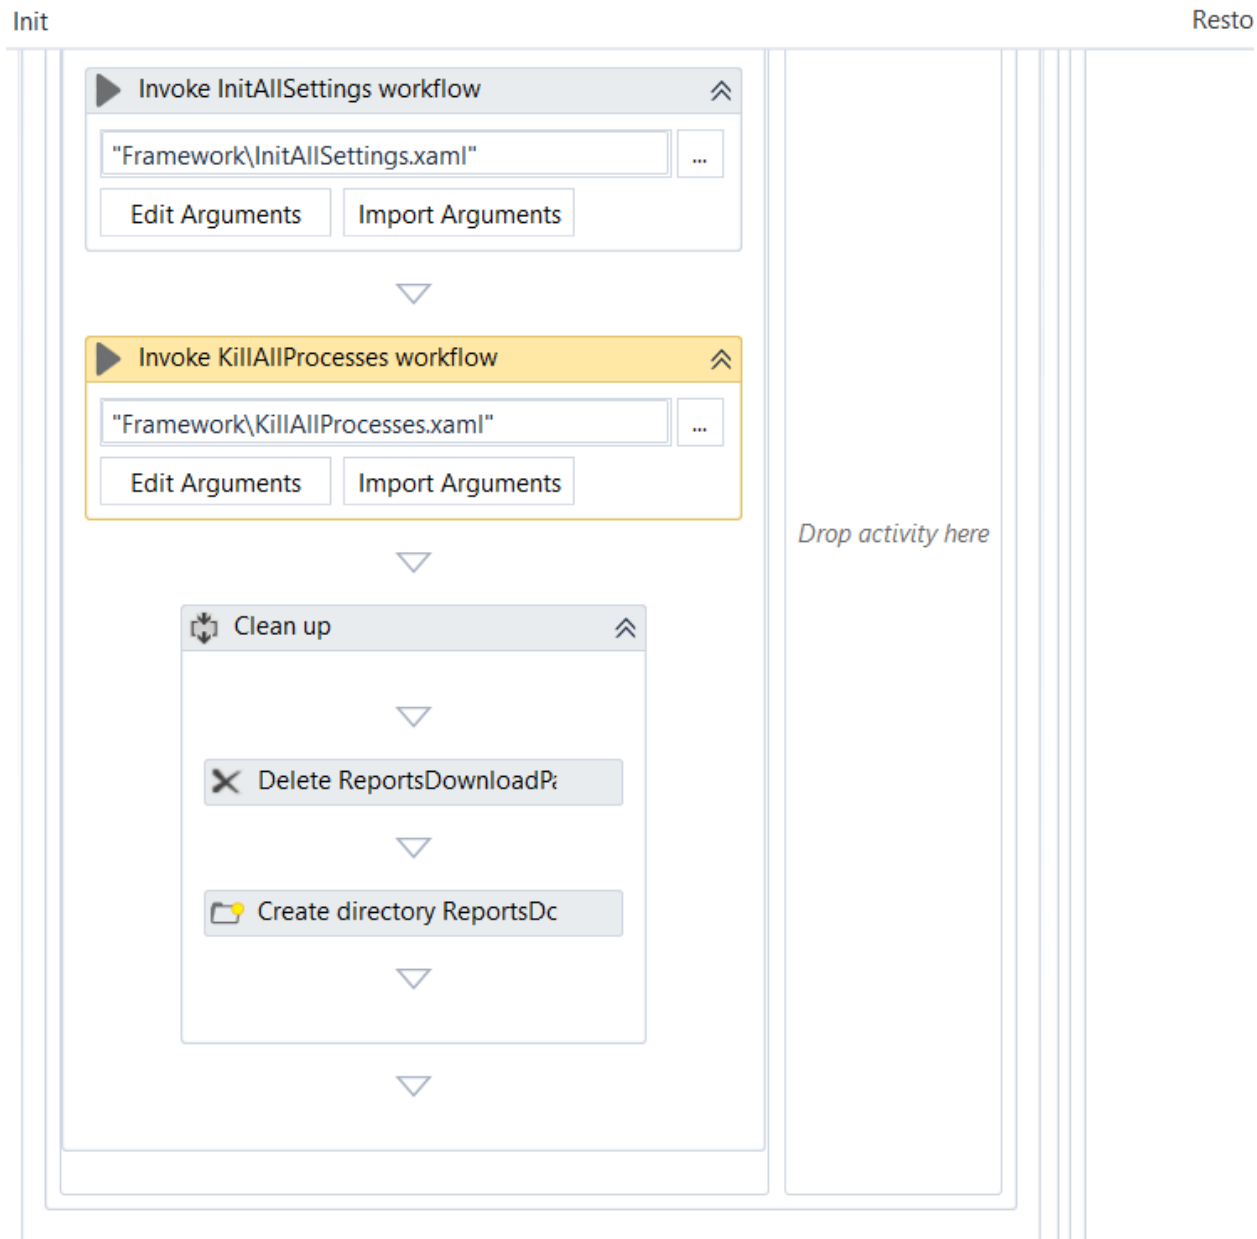 Init
Resto
Invoke InitAllSettings workflow
"Framework\InitAllSettings.xaml"
...
Edit Arguments
Import Arguments
Invoke KillAllProcesses workflow
"Framework\KillAllProcesses.xaml"
...
Edit Arguments
Import Arguments
Drop activity here
Clean up
Delete ReportsDownloadPa
Create directory ReportsDc